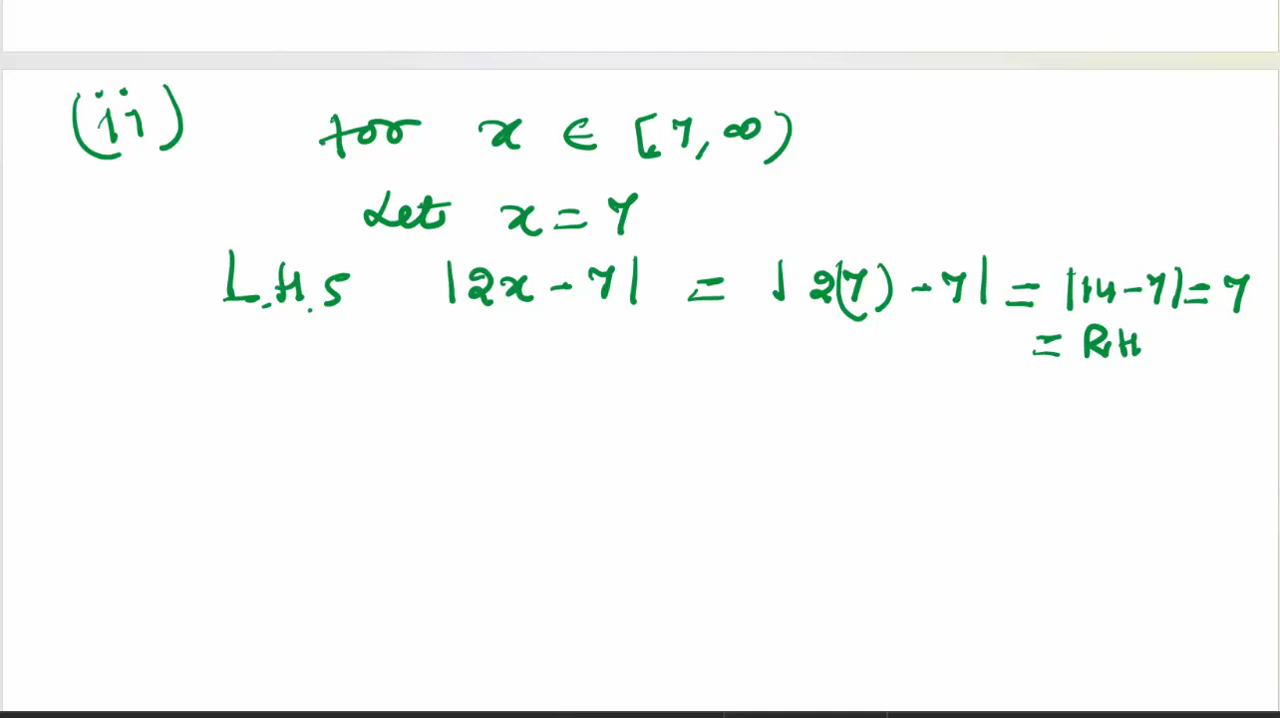 (ii) for x ∈ [7, ∞)
Let x = 7
L.H.S |2x - 7| = |2(7) - 7| = |14 - 7| = 7
= RH